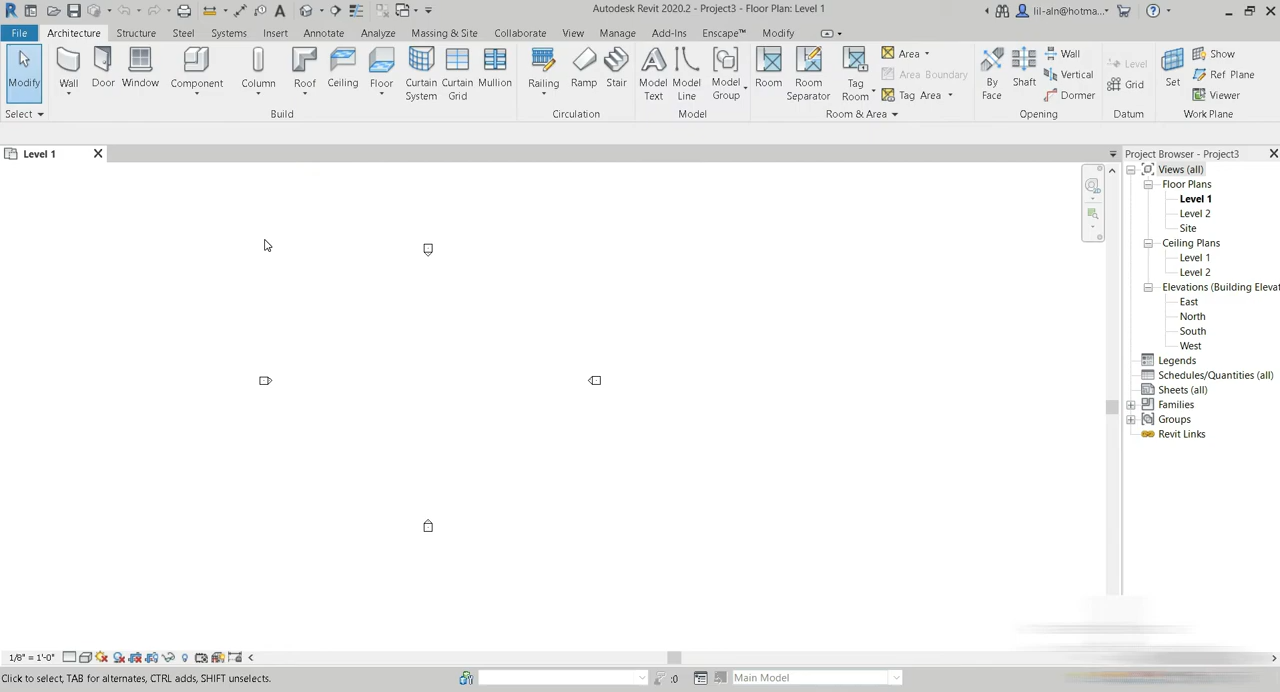 Autodesk Revit 2020.2 - Project3 - Floor Plan: Level 1
lil-aln@hotma...
File Architecture Structure Steel Systems Insert Annotate Analyze Massing & Site Collaborate View Manage Add-Ins Enscape™ Modify
Modify Wall Door Window Component Column Roof Ceiling Floor Curtain System Curtain Grid Mullion Railing Ramp Stair Model Text Model Line Model Group Room Room Separator Tag Room
Area
Area Boundary
Tag Area
By Face Shaft
Wall
Vertical
Dormer
Level
Grid
Set
Show
Ref Plane
Viewer
Select Build Circulation Model Room & Area Opening Datum Work Plane
Level 1
Project Browser - Project3
Views (all)
Floor Plans
Level 1
Level 2
Site
Ceiling Plans
Level 1
Level 2
Elevations (Building Elevat
East
North
South
West
Legends
Schedules/Quantities (all)
Sheets (all)
Families
Groups
Revit Links
1/8" = 1'-0"
Click to select, TAB for alternates, CTRL adds, SHIFT unselects.
:0
Main Model